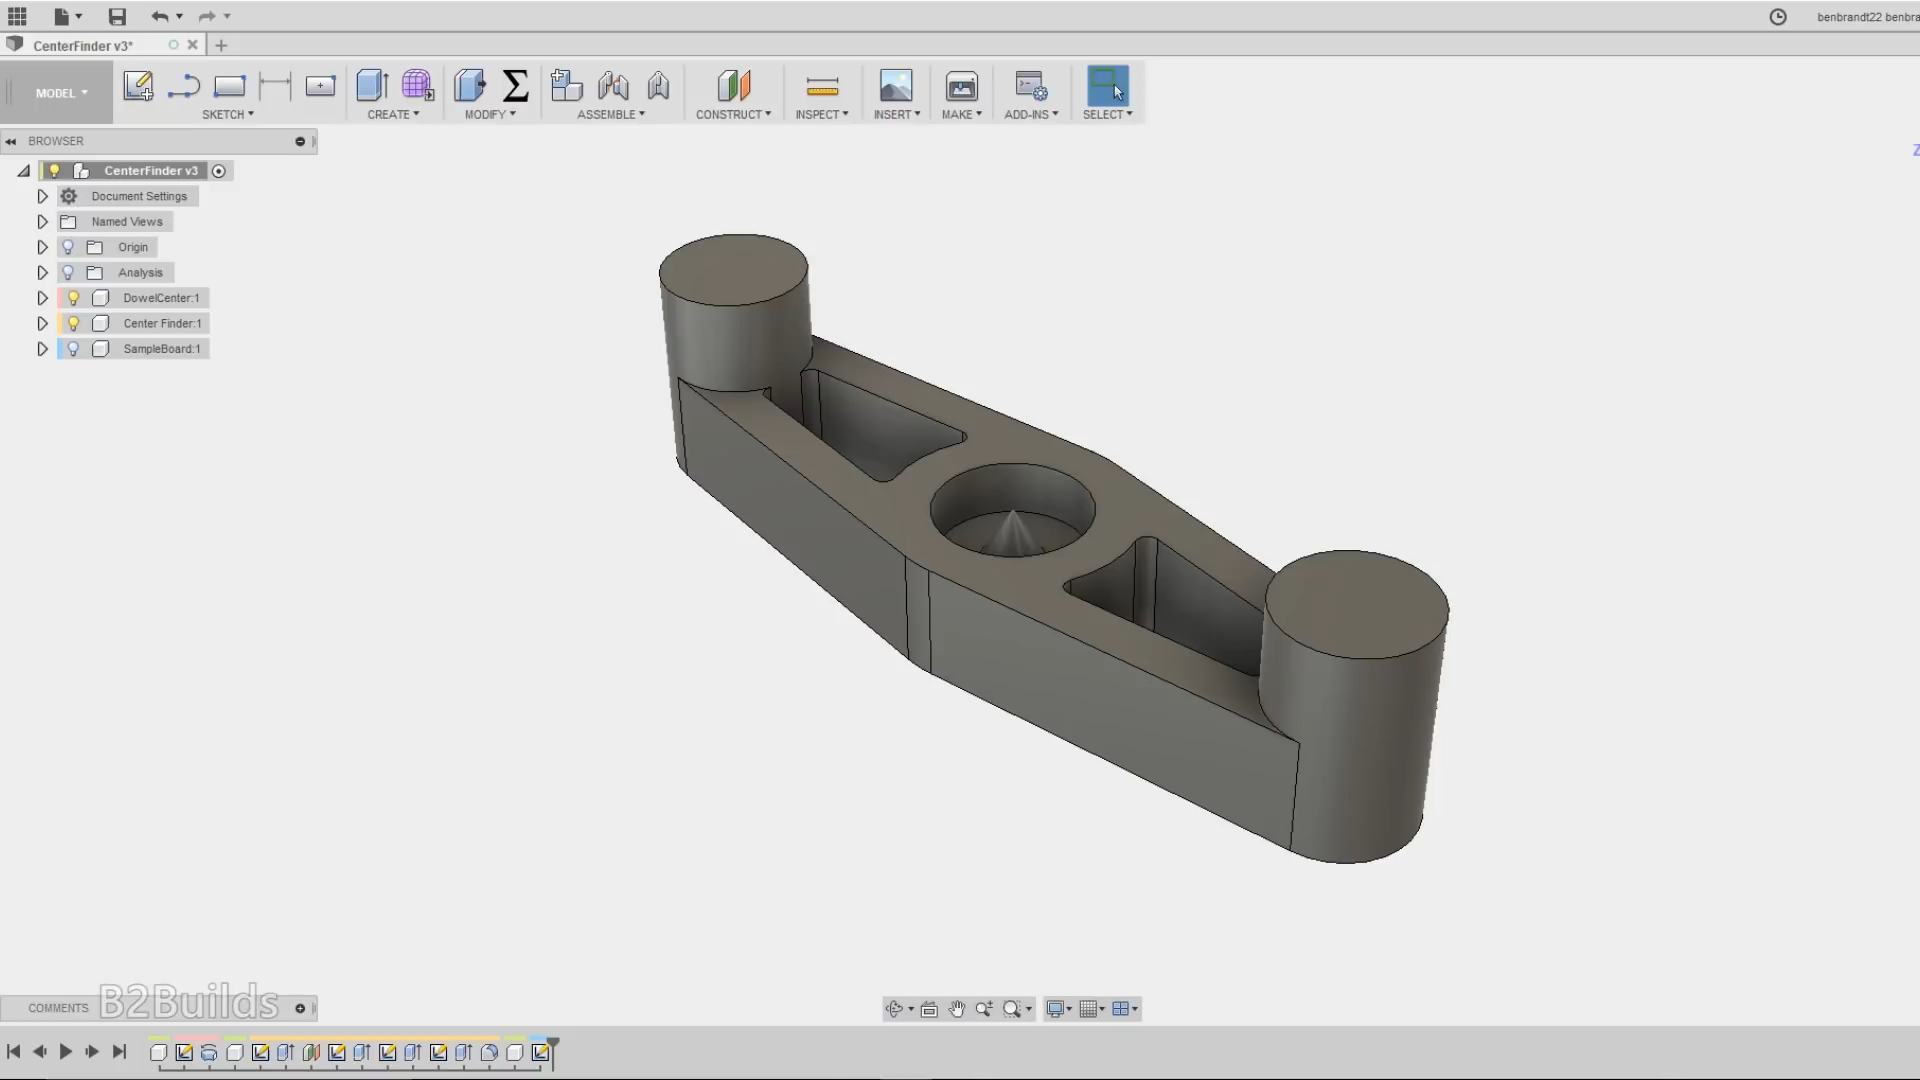 benbrandt22 benbra
CenterFinder v3*
MODEL
SKETCH
CREATE
MODIFY
ASSEMBLE
CONSTRUCT
INSPECT
INSERT
MAKE
ADD-INS
SELECT
BROWSER
Z
CenterFinder v3
Document Settings
Named Views
Origin
Analysis
DowelCenter:1
Center Finder:1
SampleBoard:1
COMMENTS
B2Builds